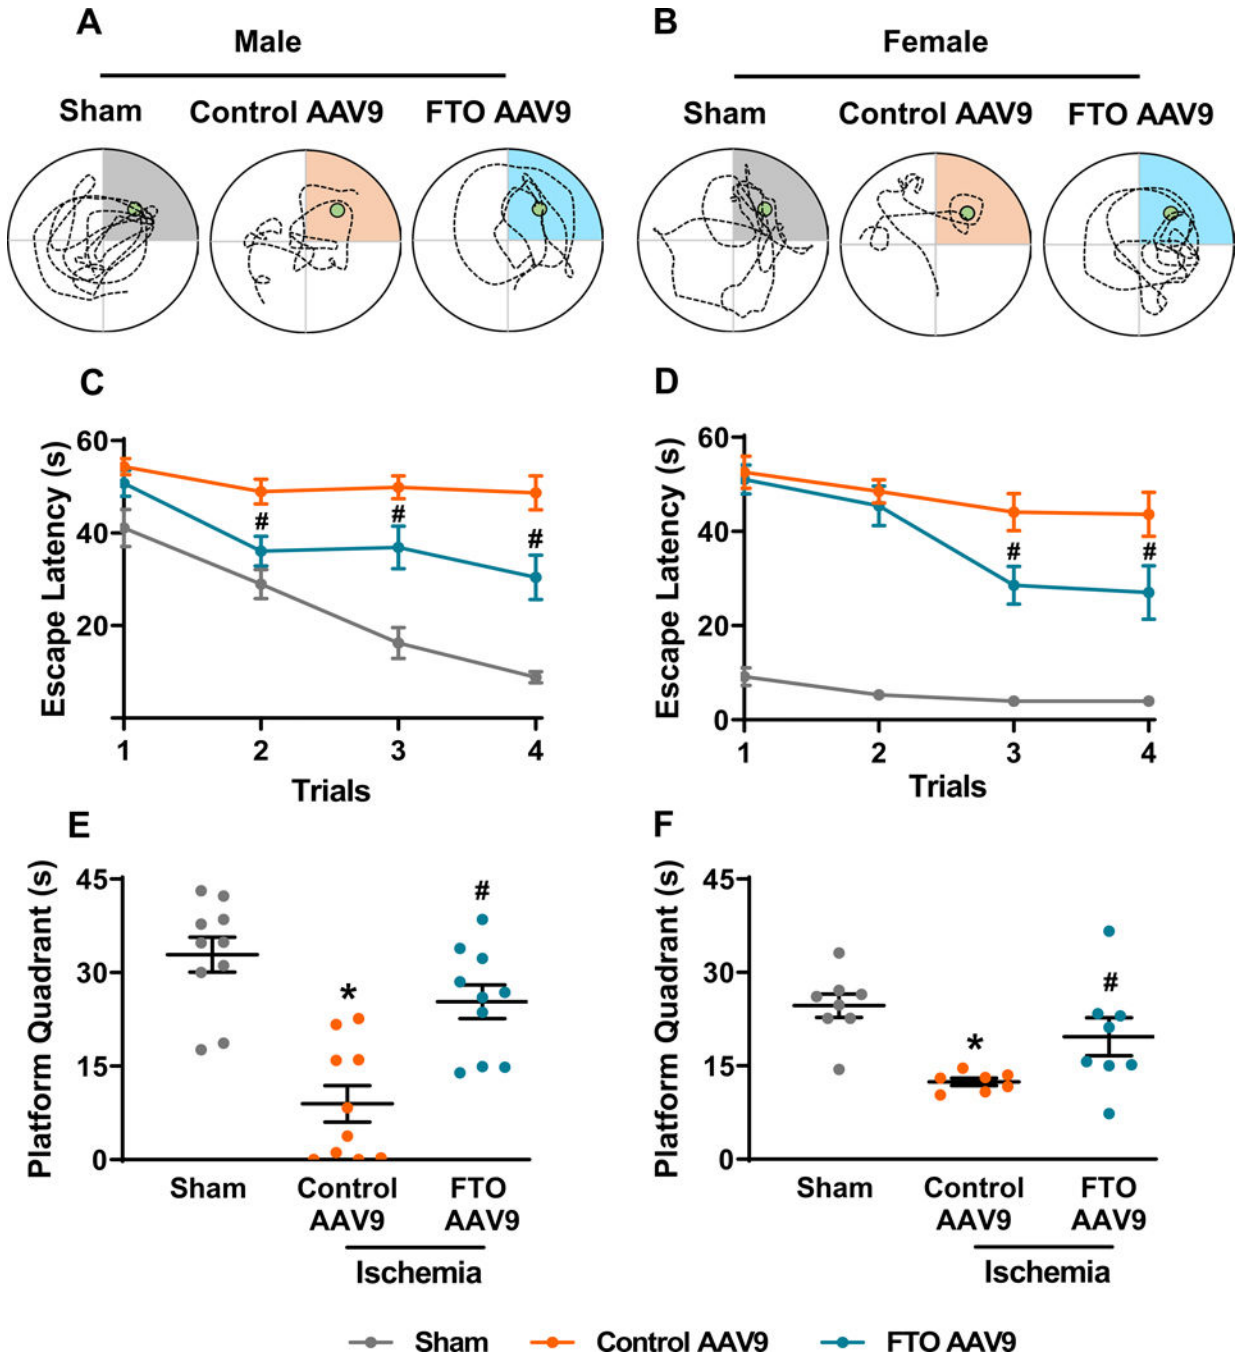 A
Male
Sham
Control AAV9
FTO AAV9
B
Female
Sham
Control AAV9
FTO AAV9
C
Escape Latency (s)
60
40
20
1
2
3
4
Trials
#
#
#
D
Escape Latency (s)
60
40
20
0
1
2
3
4
Trials
#
#
E
Platform Quadrant (s)
45
30
15
0
*
#
Sham
Control
AAV9
FTO
AAV9
Ischemia
F
Platform Quadrant (s)
45
30
15
0
*
#
Sham
Control
AAV9
FTO
AAV9
Ischemia
Sham
Control AAV9
FTO AAV9